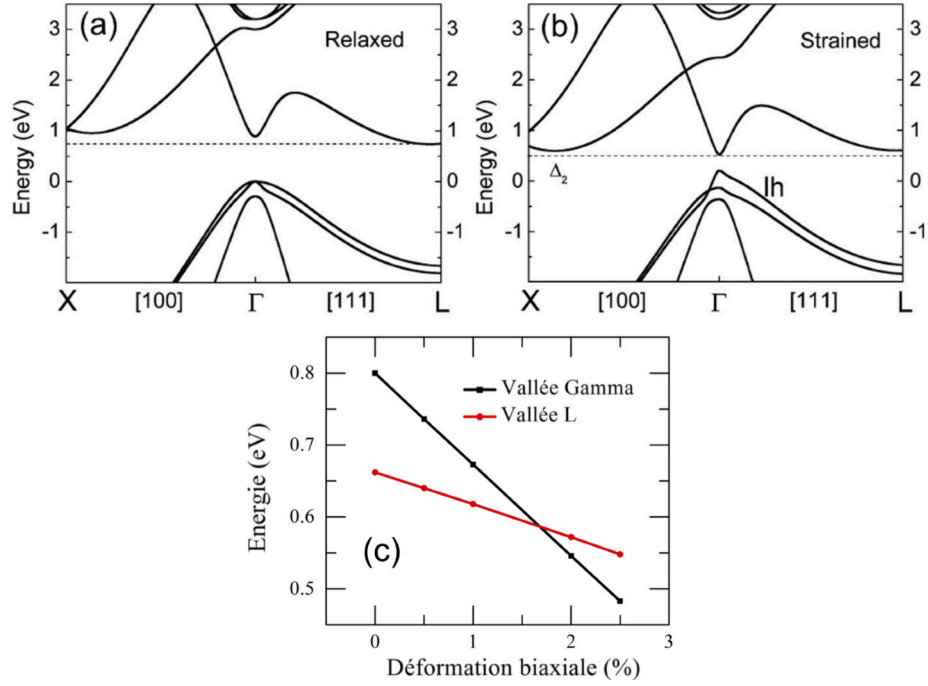 (a)
Relaxed
Energy (eV)
3
2
1
0
-1
3
2
1
0
-1
X
[100]
Γ
[111]
L
(b)
Strained
Energy (eV)
3
2
1
0
-1
3
2
1
0
-1
Δ2
lh
X
[100]
Γ
[111]
L
Vallée Gamma
Vallée L
Energie (eV)
0.8
0.7
0.6
0.5
(c)
0
1
2
3
Déformation biaxiale (%)